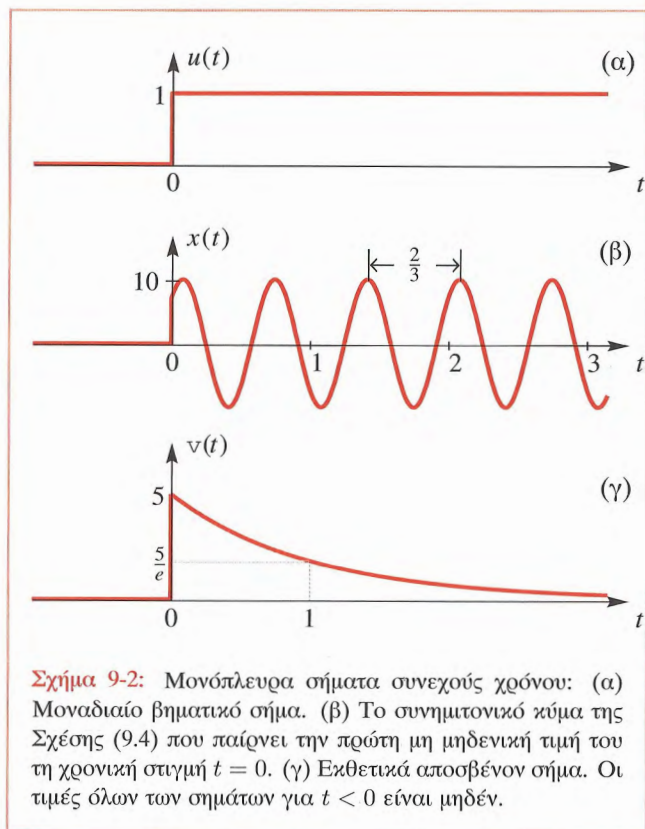 u(t)
(α)
1
0
t
x(t)
(β)
10
2/3
0
1
2
3
t
v(t)
(γ)
5
5/e
0
1
t
Σχήμα 9-2: Μονόπλευρα σήματα συνεχούς χρόνου: (α)
Μοναδιαίο βηματικό σήμα. (β) Το συνημιτονικό κύμα της
Σχέσης (9.4) που παίρνει την πρώτη μη μηδενική τιμή του
τη χρονική στιγμή t = 0. (γ) Εκθετικά αποσβένον σήμα. Οι
τιμές όλων των σημάτων για t < 0 είναι μηδέν.